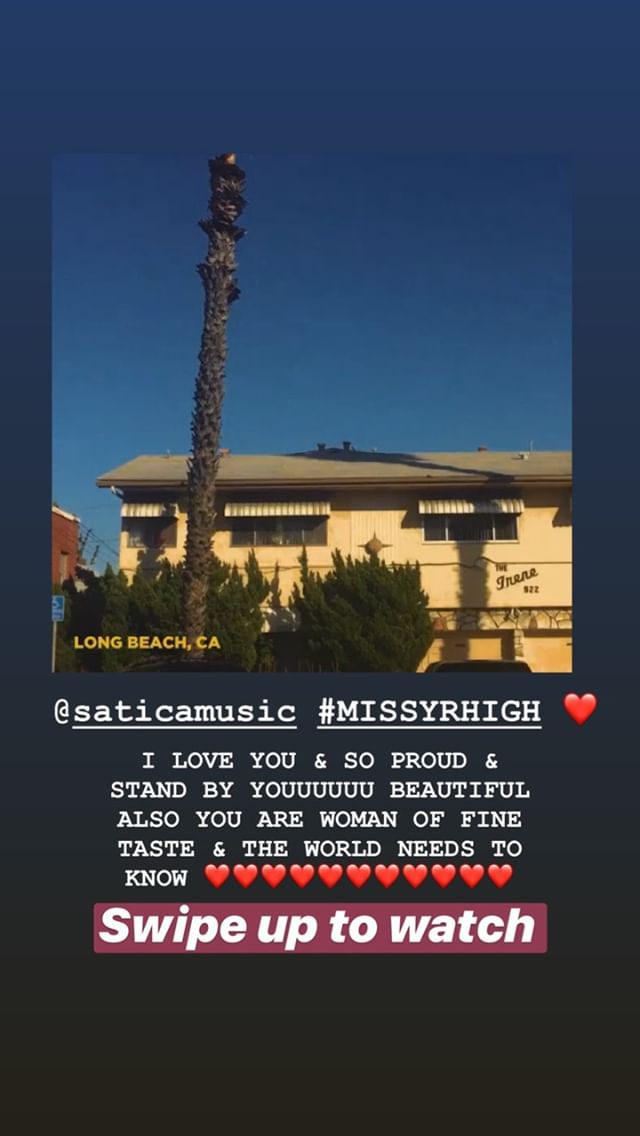 THE
Irene
922
LONG BEACH, CA
@saticamusic #MISSYRHIGH ❤️
I LOVE YOU & SO PROUD &
STAND BY YOUUUUUU BEAUTIFUL
ALSO YOU ARE WOMAN OF FINE
TASTE & THE WORLD NEEDS TO
KNOW ❤️❤️❤️❤️❤️❤️❤️❤️❤️❤️❤️
Swipe up to watch